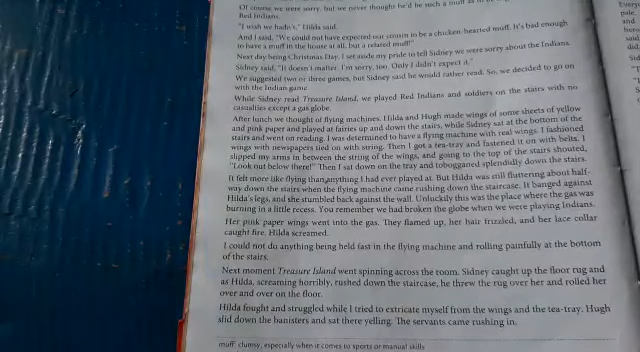 Of course we were sorry, but we never thought he'd be such a muff as to be
Red Indians.
"I wish we hadn't," Hilda said.
And I said, "We could not have expected our cousin to be a chicken-hearted muff. It's bad enough
to have a muff in the house at all, but a related muff!"
Next day being Christmas Day, I set aside my pride to tell Sidney we were sorry about the Indians.
Sidney said, "It doesn't matter. I'm sorry, too. Only I didn't expect it."
We suggested two or three games, but Sidney said he would rather read. So, we decided to go on
with the Indian game.
While Sidney read Treasure Island, we played Red Indians and soldiers on the stairs with no
casualties except a gas globe.
After lunch we thought of flying machines. Hilda and Hugh made wings of some sheets of yellow
and pink paper and played at fairies up and down the stairs, while Sidney sat at the bottom of the
stairs and went on reading. I was determined to have a flying machine with real wings. I fashioned
wings with newspapers tied on with string. Then I got a tea-tray and fastened it on with belts. I
slipped my arms in between the string of the wings, and going to the top of the stairs shouted,
"Look out below there!" Then I sat down on the tray and tobogganed splendidly down the stairs.
It felt more like flying than anything I had ever played at. But Hilda was still fluttering about half-
way down the stairs when the flying machine came rushing down the staircase. It banged against
Hilda's legs, and she stumbled back against the wall. Unluckily this was the place where the gas was
burning in a little recess. You remember we had broken the globe when we were playing Indians.
Her pink paper wings went into the gas. They flamed up, her hair frizzled, and her lace collar
caught fire. Hilda screamed.
I could not do anything being held fast in the flying machine and rolling painfully at the bottom
of the stairs.
Next moment Treasure Island went spinning across the room. Sidney caught up the floor rug and
as Hilda, screaming horribly, rushed down the staircase, he threw the rug over her and rolled her
over and over on the floor.
Hilda fought and struggled while I tried to extricate myself from the wings and the tea-tray. Hugh
slid down the banisters and sat there yelling. The servants came rushing in.
muff: clumsy, especially when it comes to sports or manual skills